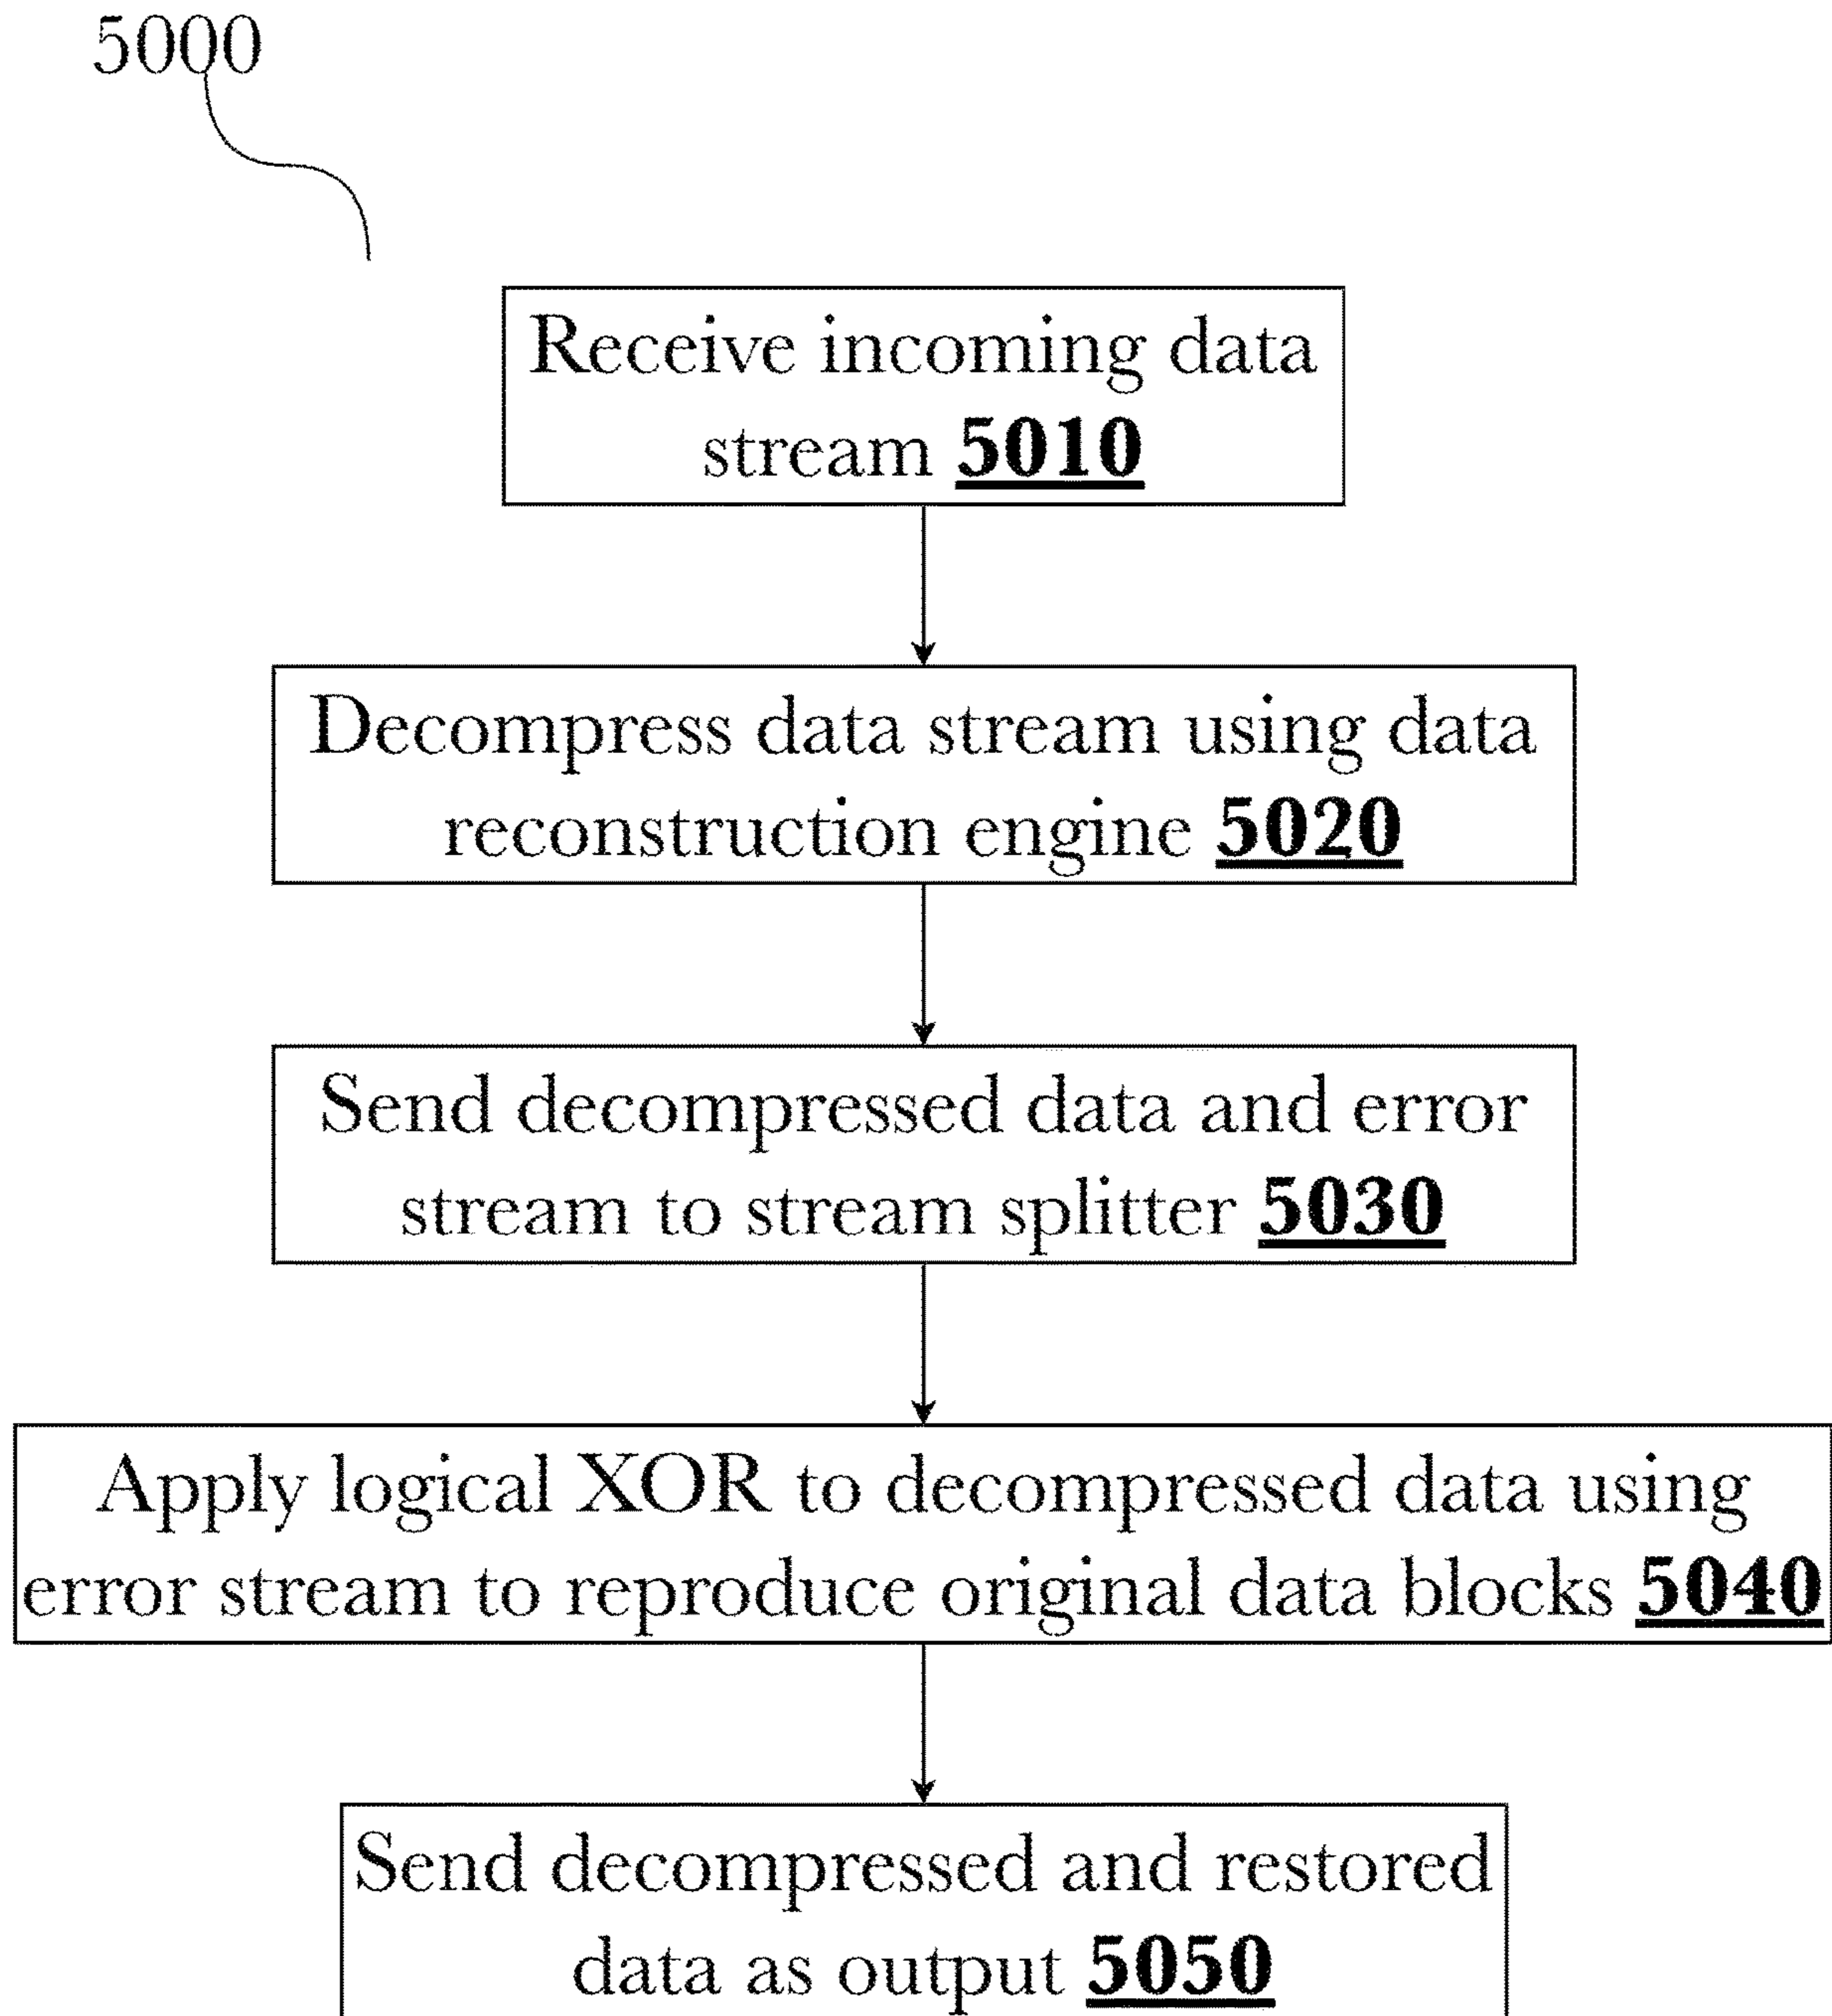 5000
Receive incoming data
stream 5010
Decompress data stream using data
reconstruction engine 5020
Send decompressed data and error
stream to stream splitter 5030
Apply logical XOR to decompressed data using
error stream to reproduce original data blocks 5040
Send decompressed and restored
data as output 5050